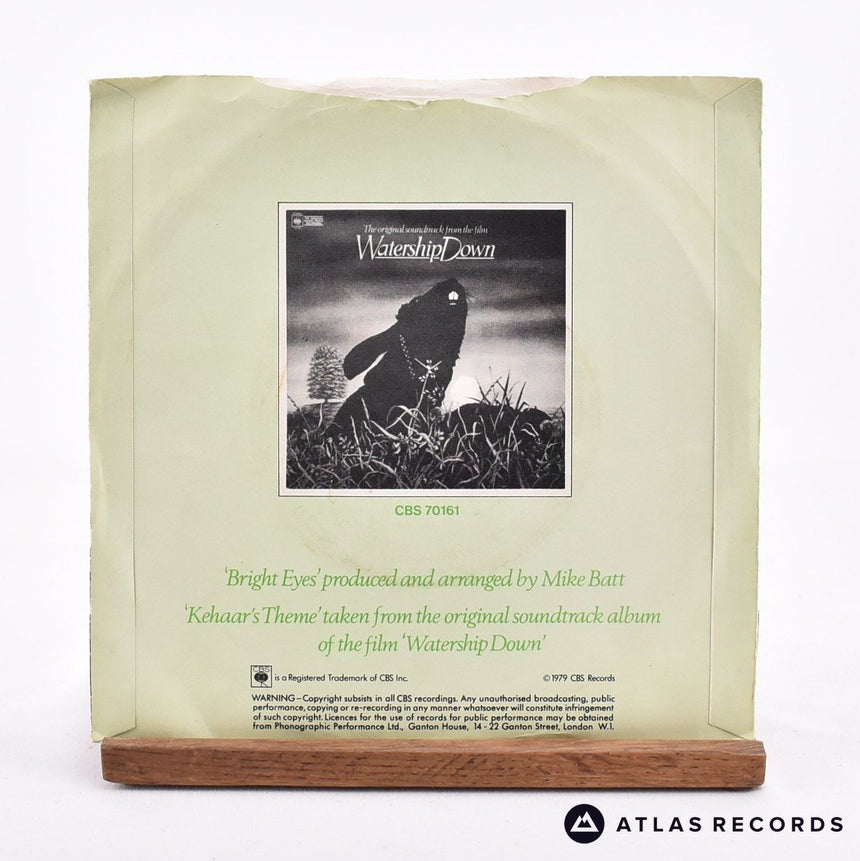 The original soundtrack from the film
Watership Down
CBS 70161
'Bright Eyes' produced and arranged by Mike Batt
'Kehaar's Theme' taken from the original soundtrack album
of the film 'Watership Down'
CBS is a Registered Trademark of CBS Inc. ©1979 CBS Records
WARNING – Copyright subsists in all CBS recordings. Any unauthorised broadcasting, public
performance, copying or re-recording in any manner whatsoever will constitute infringement
of such copyright. Licences for the use of records for public performance may be obtained
from Phonographic Performance Ltd., Ganton House, 14 - 22 Ganton Street, London W.1.
ATLAS RECORDS